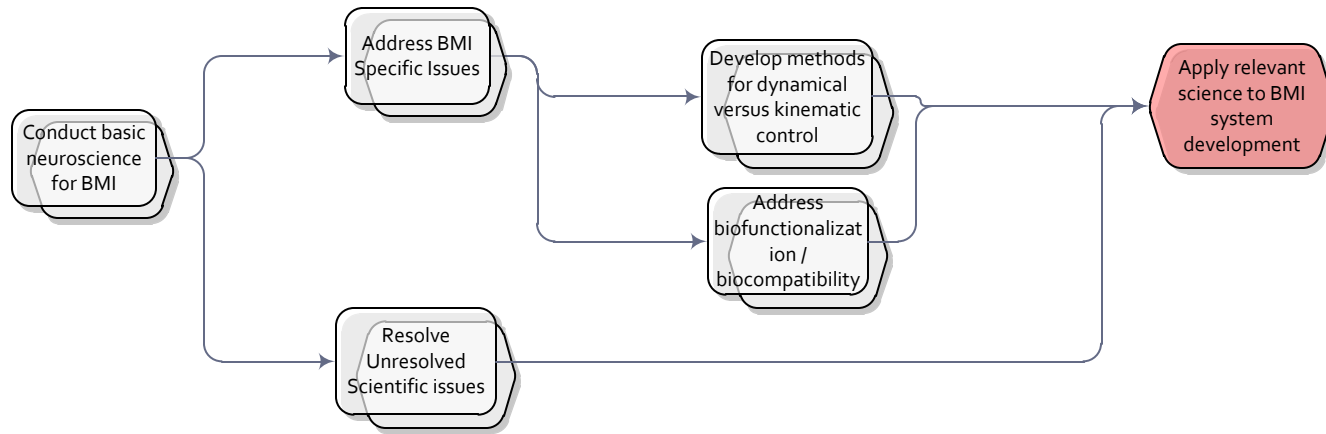 Conduct basic
neuroscience
for BMI
Address BMI
Specific Issues
Resolve
Unresolved
Scientific issues
Develop methods
for dynamical
versus kinematic
control
Address
biofunctionalizat
ion /
biocompatibility
Apply relevant
science to BMI
system
development